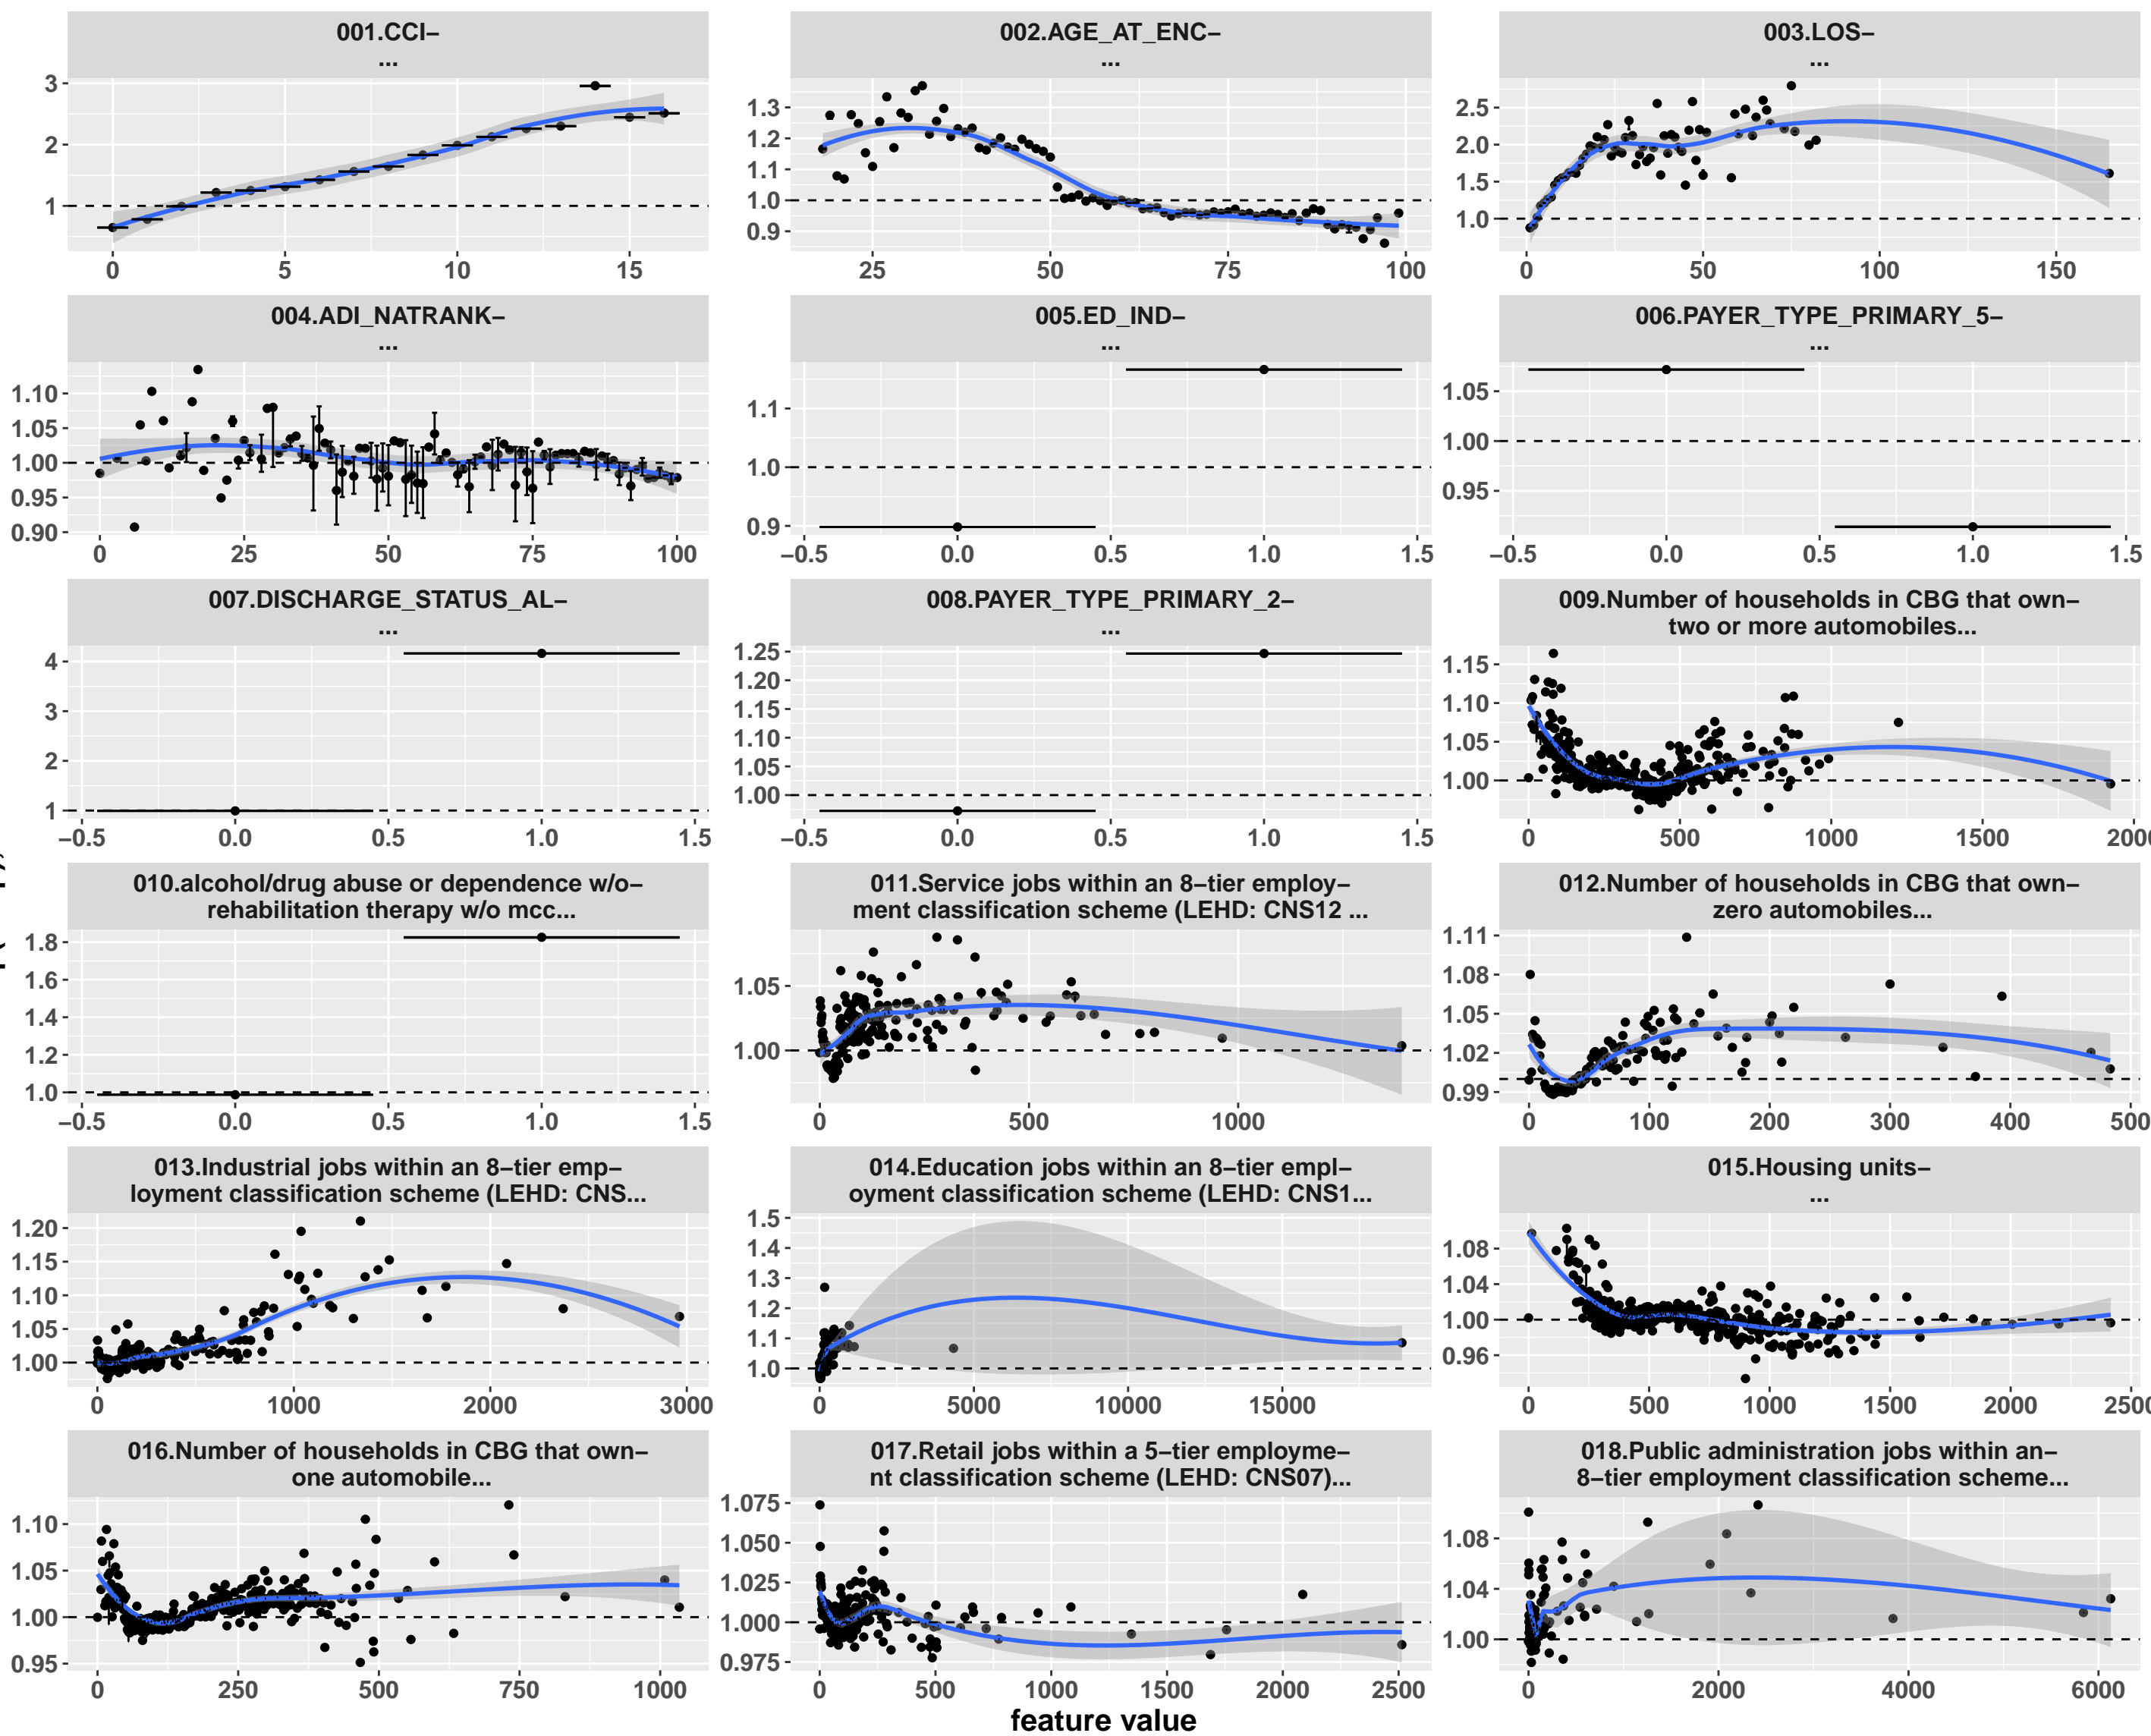 001.CCI–
...
002.AGE_AT_ENC–
...
003.LOS–
...
3
2
1
0 5 10 15
1.3
1.2
1.1
1.0
0.9
25 50 75 100
2.5
2.0
1.5
1.0
0 50 100 150
004.ADI_NATRANK–
...
005.ED_IND–
...
006.PAYER_TYPE_PRIMARY_5–
...
1.10
1.05
1.00
0.95
0.90
0 25 50 75 100
1.1
1.0
0.9
–0.5 0.0 0.5 1.0 1.5
1.05
1.00
0.95
–0.5 0.0 0.5 1.0 1.5
007.DISCHARGE_STATUS_AL–
...
008.PAYER_TYPE_PRIMARY_2–
...
009.Number of households in CBG that own–
two or more automobiles...
4
3
2
1
–0.5 0.0 0.5 1.0 1.5
1.25
1.20
1.15
1.10
1.05
1.00
–0.5 0.0 0.5 1.0 1.5
1.15
1.10
1.05
1.00
0 500 1000 1500 200
010.alcohol/drug abuse or dependence w/o–
rehabilitation therapy w/o mcc...
011.Service jobs within an 8–tier employ–
ment classification scheme (LEHD: CNS12 ...
012.Number of households in CBG that own–
zero automobiles...
1.8
1.6
1.4
1.2
1.0
–0.5 0.0 0.5 1.0 1.5
1.05
1.00
0 500 1000
1.11
1.08
1.05
1.02
0.99
0 100 200 300 400 500
013.Industrial jobs within an 8–tier emp–
loyment classification scheme (LEHD: CNS...
014.Education jobs within an 8–tier empl–
oyment classification scheme (LEHD: CNS1...
015.Housing units–
...
1.20
1.15
1.10
1.05
1.00
0 1000 2000 3000
1.5
1.4
1.3
1.2
1.1
1.0
0 5000 10000 15000
1.08
1.04
1.00
0.96
0 500 1000 1500 2000 2500
016.Number of households in CBG that own–
one automobile...
017.Retail jobs within a 5–tier employme–
nt classification scheme (LEHD: CNS07)...
018.Public administration jobs within an–
8–tier employment classification scheme...
1.10
1.05
1.00
0.95
0 250 500 750 1000
1.075
1.050
1.025
1.000
0.975
0 500 1000 1500 2000 2500
1.08
1.04
1.00
0 2000 4000 6000
feature value